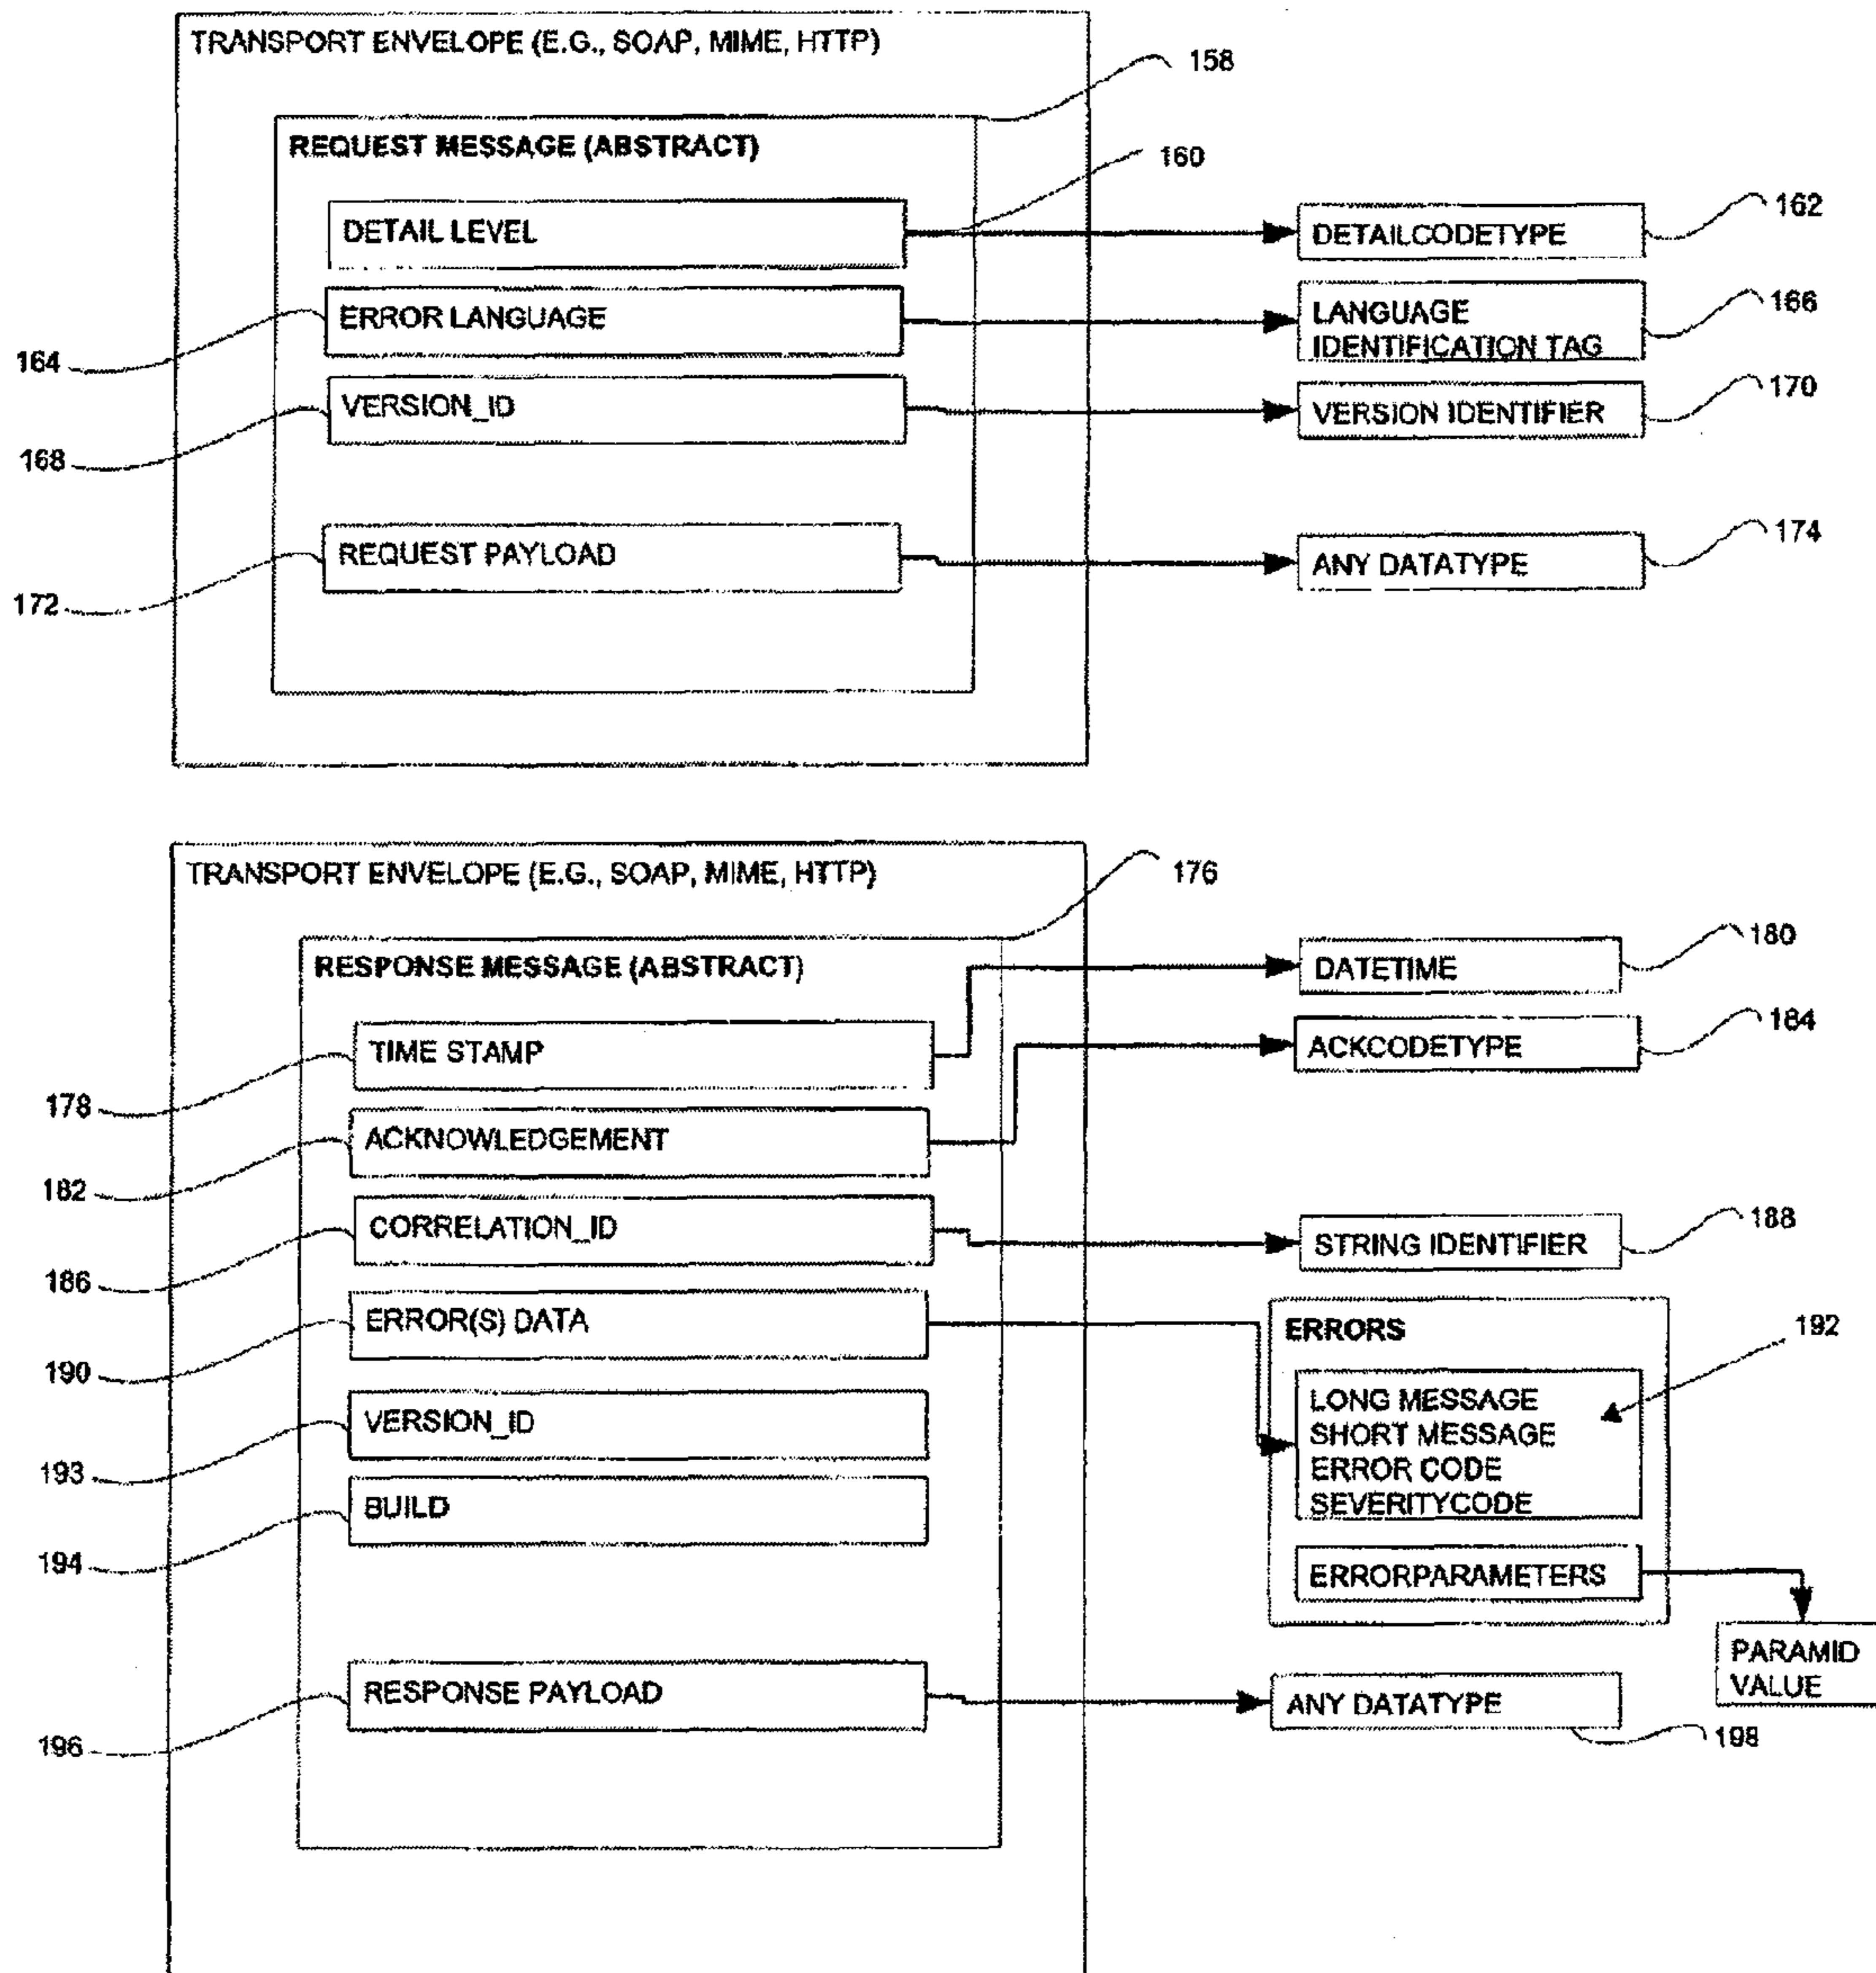 TRANSPORT ENVELOPE (E.G., SOAP, MIME, HTTP)
158
REQUEST MESSAGE (ABSTRACT)
160
DETAIL LEVEL
DETAILCODETYPE
162
ERROR LANGUAGE
LANGUAGE
IDENTIFICATION TAG
166
164
VERSION_ID
VERSION IDENTIFIER
170
168
REQUEST PAYLOAD
ANY DATATYPE
174
172
TRANSPORT ENVELOPE (E.G., SOAP, MIME, HTTP)
176
RESPONSE MESSAGE (ABSTRACT)
DATETIME
180
TIME STAMP
ACKCODETYPE
184
178
ACKNOWLEDGEMENT
182
CORRELATION_ID
STRING IDENTIFIER
188
186
ERROR(S) DATA
ERRORS
192
190
LONG MESSAGE
SHORT MESSAGE
ERROR CODE
SEVERITYCODE
VERSION_ID
193
BUILD
194
ERRORPARAMETERS
PARAMID
VALUE
RESPONSE PAYLOAD
ANY DATATYPE
198
196